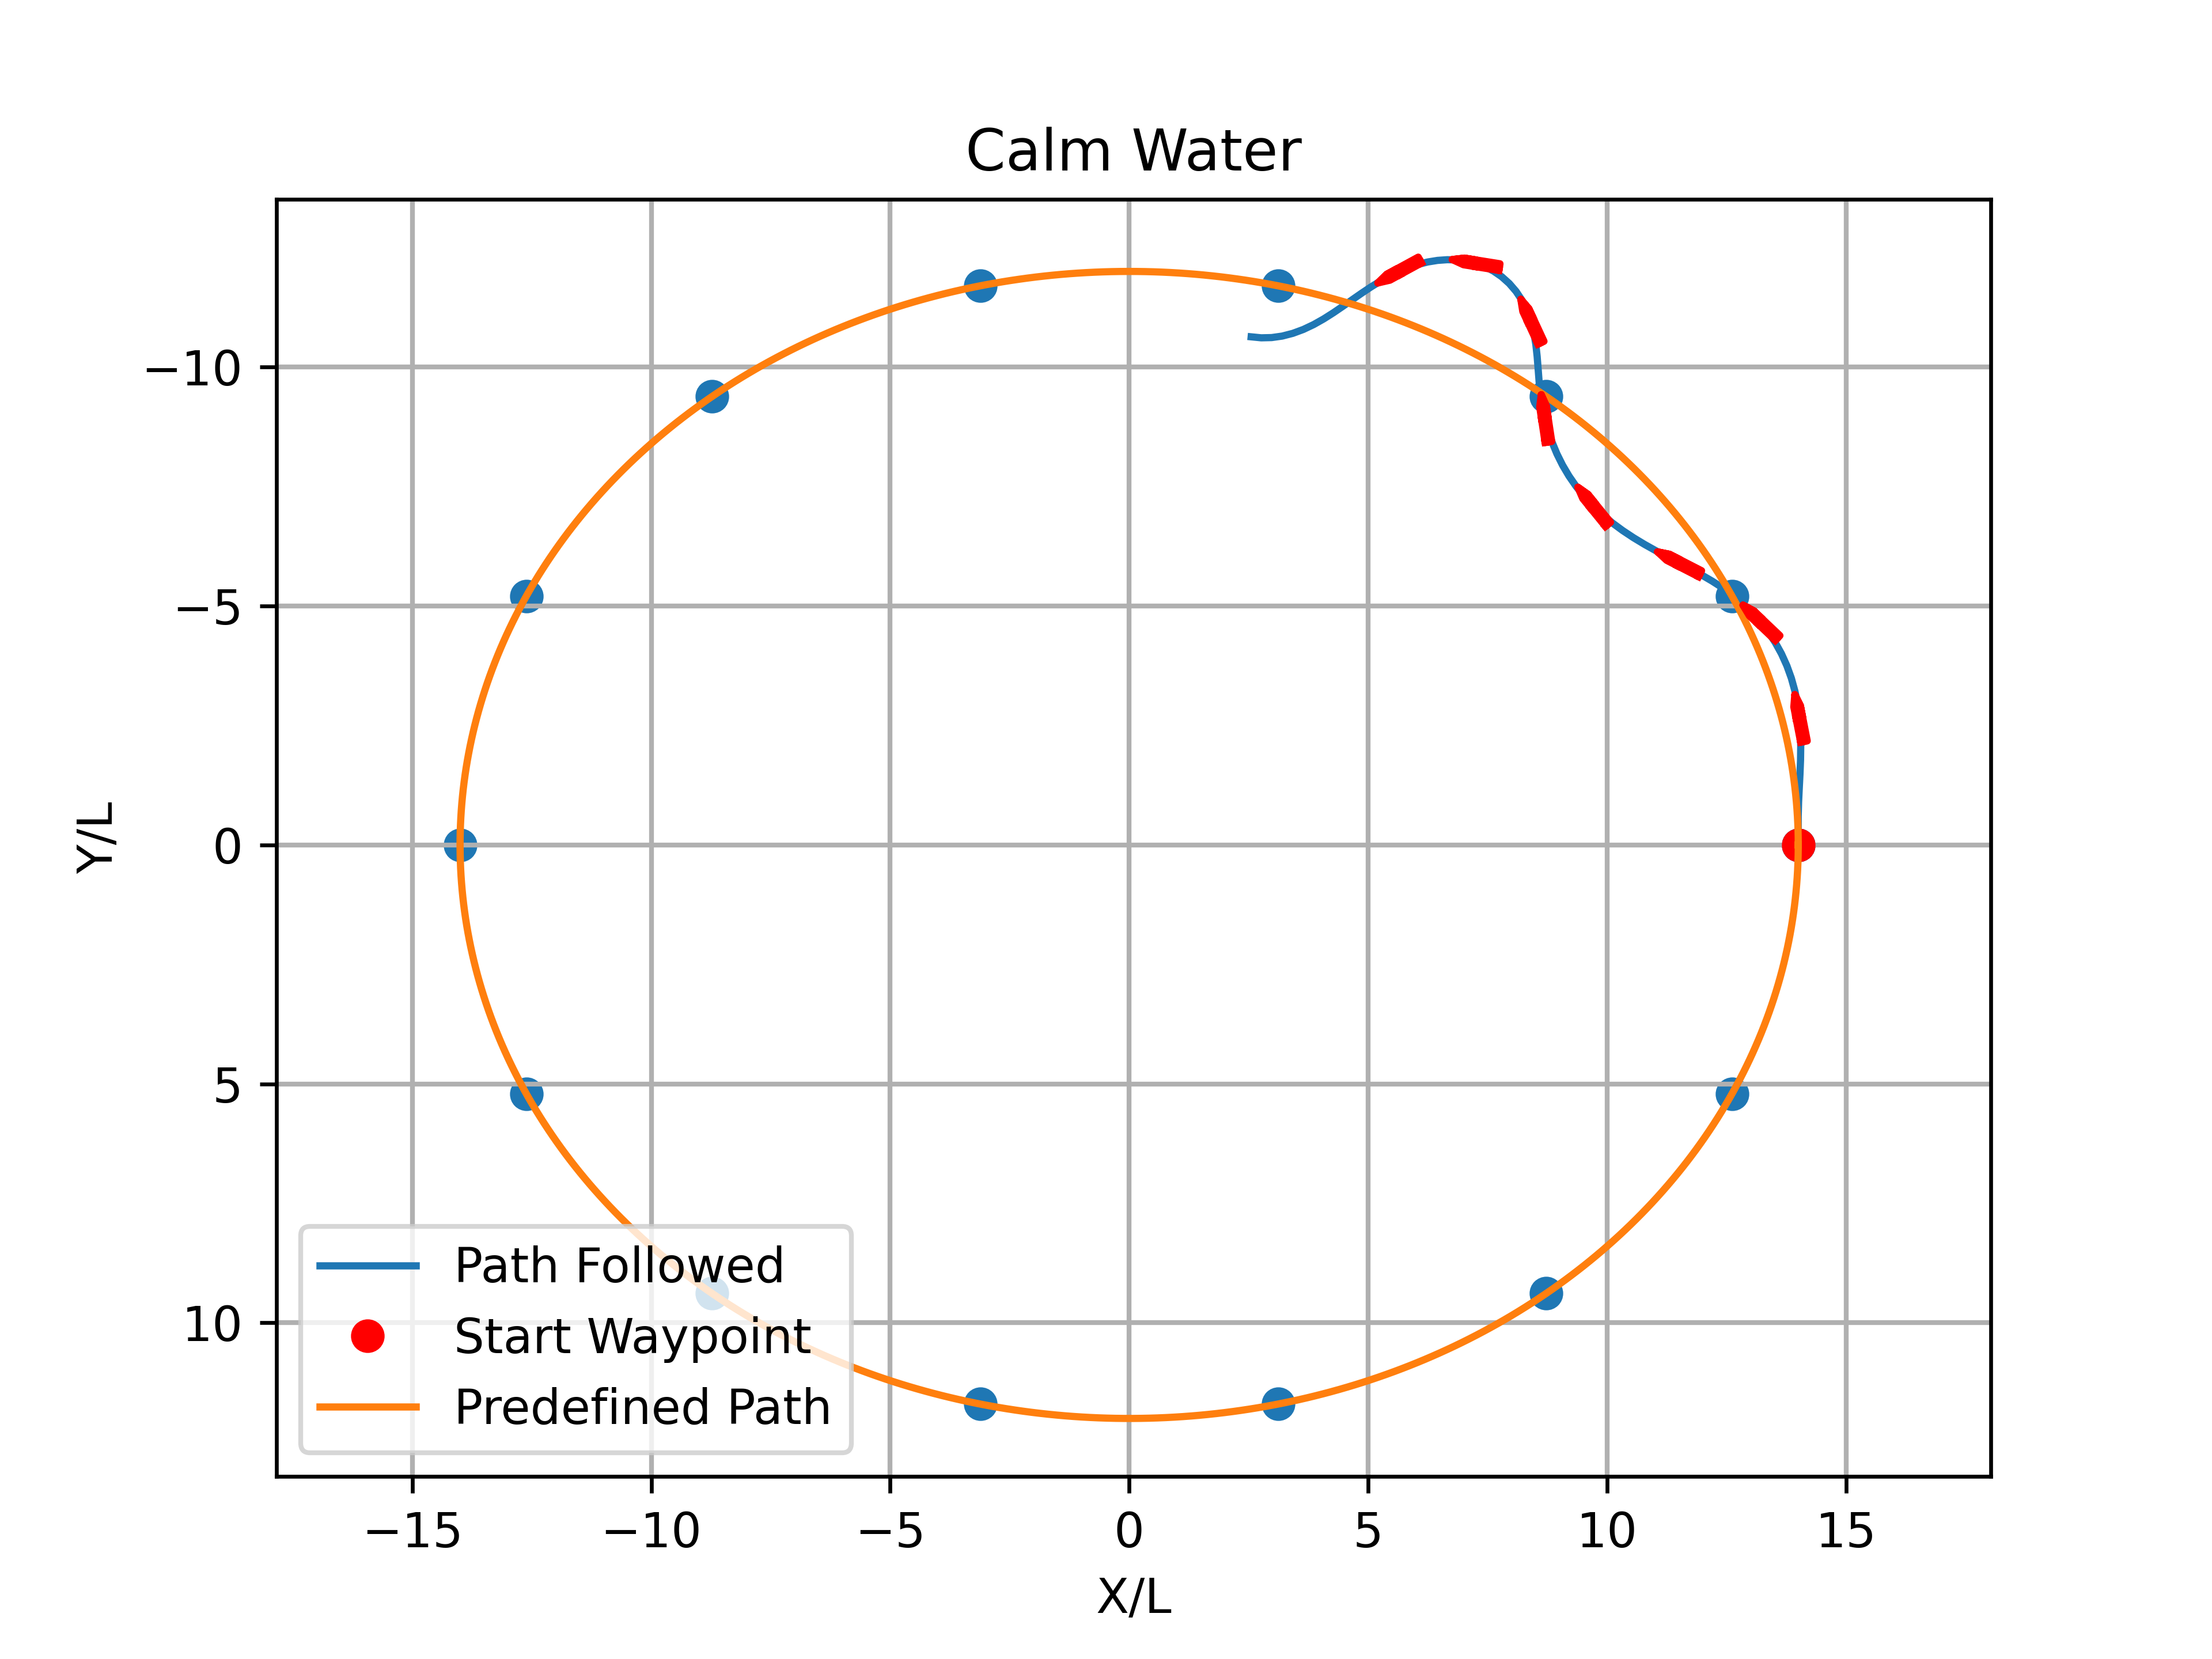 Calm Water
−10
−5
0
5
10
Y/L
Path Followed
Start Waypoint
Predefined Path
−15 −10 −5 0 5 10 15
X/L